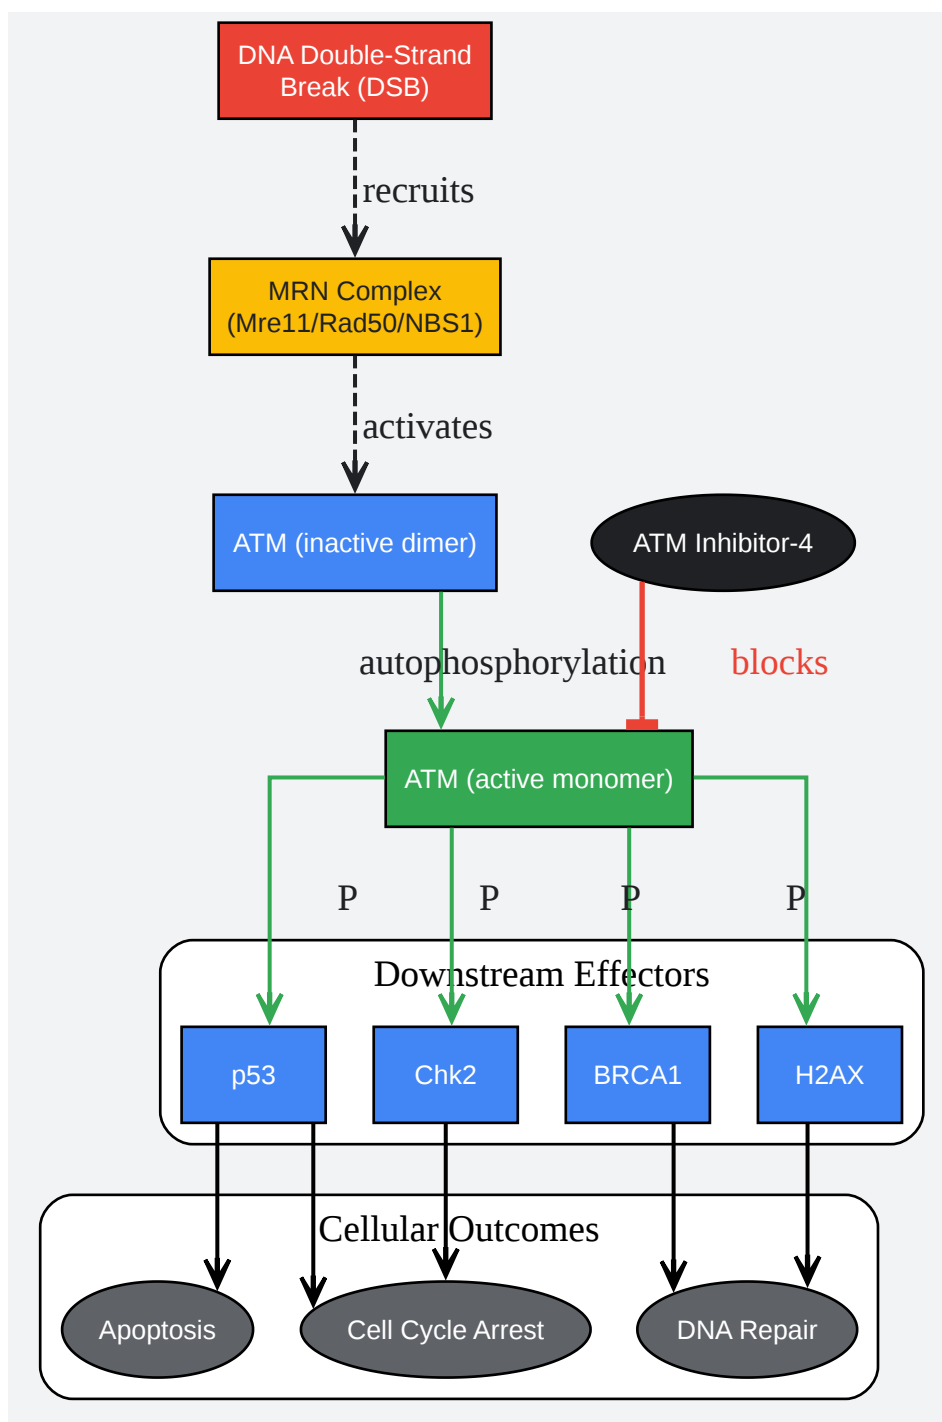 DNA Double-Strand
Break (DSB)
recruits
MRN Complex
(Mre11/Rad50/NBS1)
activates
ATM (inactive dimer)
ATM Inhibitor-4
autophosphorylation
blocks
ATM (active monomer)
P
P
P
P
Downstream Effectors
p53
Chk2
BRCA1
H2AX
Cellular Outcomes
Apoptosis
Cell Cycle Arrest
DNA Repair